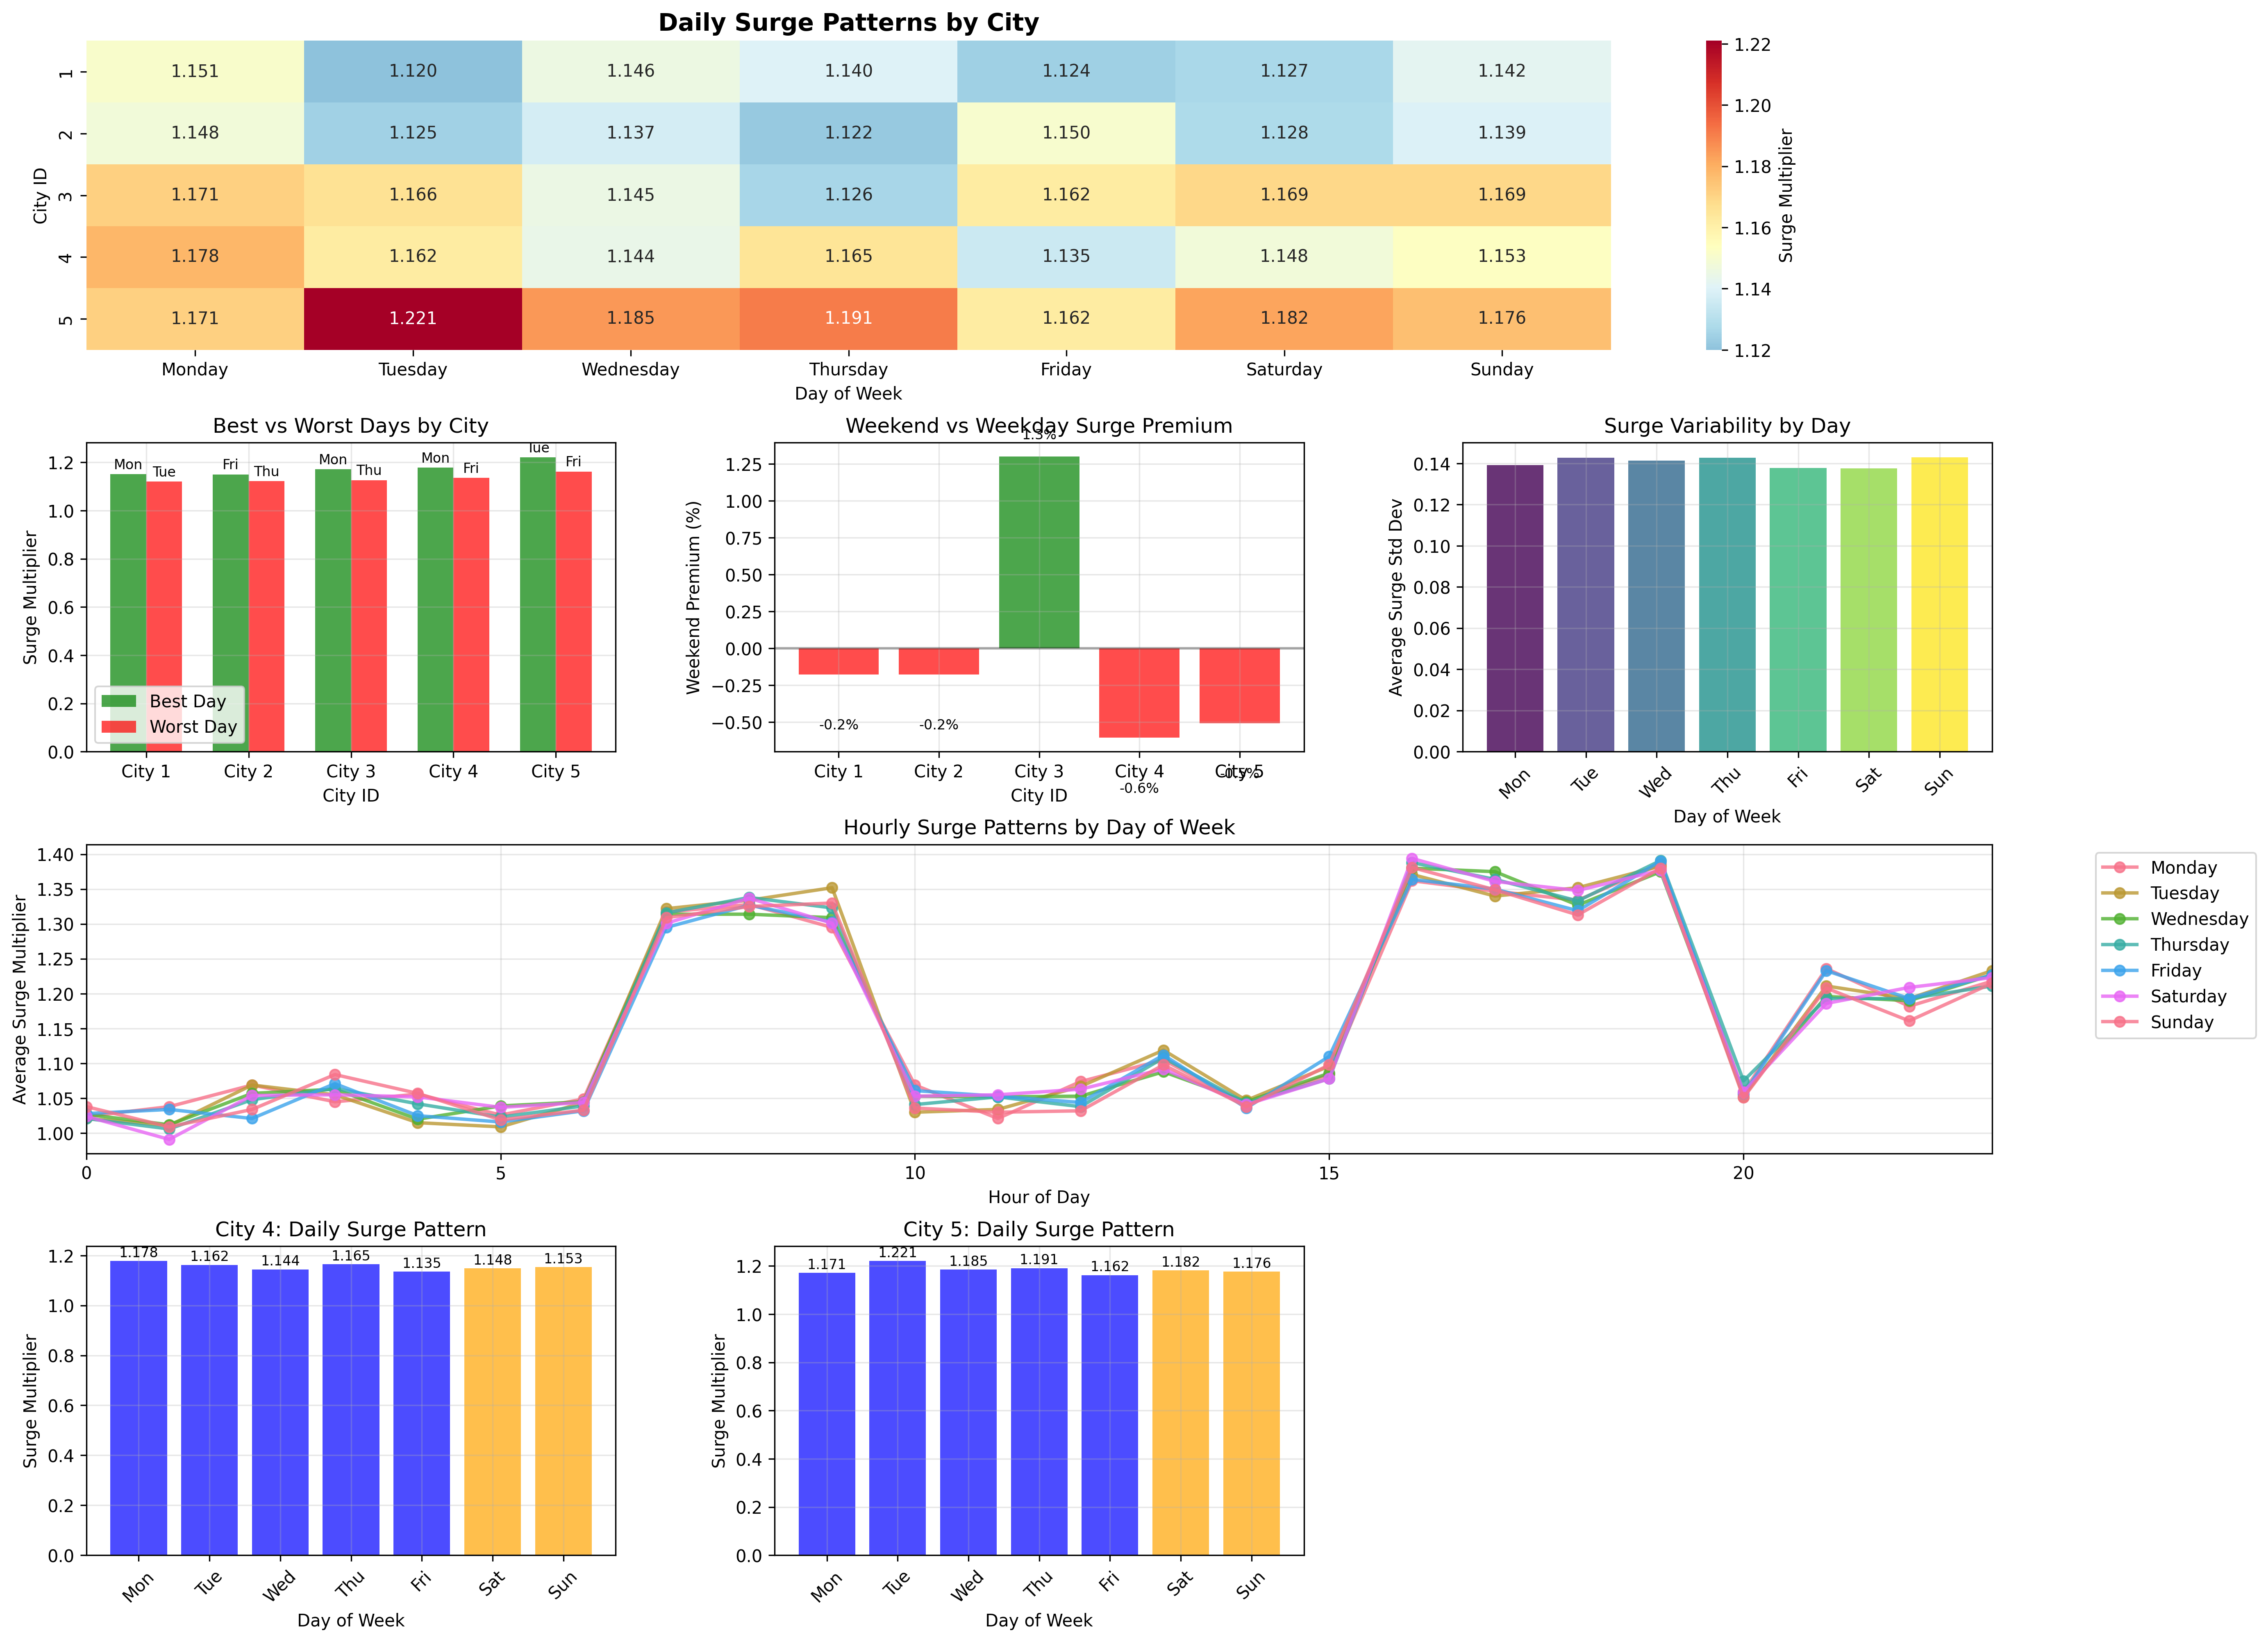 Daily Surge Patterns by City
1 1.151 1.120 1.146 1.140 1.124 1.127 1.142
2 1.148 1.125 1.137 1.122 1.150 1.128 1.139
3 1.171 1.166 1.145 1.126 1.162 1.169 1.169
4 1.178 1.162 1.144 1.165 1.135 1.148 1.153
5 1.171 1.221 1.185 1.191 1.162 1.182 1.176
City ID
Monday Tuesday Wednesday Thursday Friday Saturday Sunday
Day of Week
1.22
1.20
1.18
1.16
1.14
1.12
Surge Multiplier
Best vs Worst Days by City
Surge Multiplier
1.2
1.0
0.8
0.6
0.4
0.2
0.0
Mon Tue Fri Thu Mon Thu Mon Fri Tue Fri
Best Day
Worst Day
City 1 City 2 City 3 City 4 City 5
City ID
Weekend vs Weekday Surge Premium
1.3%
Weekend Premium (%)
1.25
1.00
0.75
0.50
0.25
0.00
−0.25
−0.50
-0.2% -0.2%
City 1 City 2 City 3 City 4 City 5
-0.5%
-0.6%
City ID
Surge Variability by Day
Average Surge Std Dev
0.14
0.12
0.10
0.08
0.06
0.04
0.02
0.00
Mon Tue Wed Thu Fri Sat Sun
Day of Week
Hourly Surge Patterns by Day of Week
Average Surge Multiplier
1.40
1.35
1.30
1.25
1.20
1.15
1.10
1.05
1.00
0 5 10 15 20
Hour of Day
Monday
Tuesday
Wednesday
Thursday
Friday
Saturday
Sunday
City 4: Daily Surge Pattern
Surge Multiplier
1.2
1.0
0.8
0.6
0.4
0.2
0.0
1.178 1.162 1.144 1.165 1.135 1.148 1.153
Mon Tue Wed Thu Fri Sat Sun
Day of Week
City 5: Daily Surge Pattern
Surge Multiplier
1.2
1.0
0.8
0.6
0.4
0.2
0.0
1.171 1.221 1.185 1.191 1.162 1.182 1.176
Mon Tue Wed Thu Fri Sat Sun
Day of Week